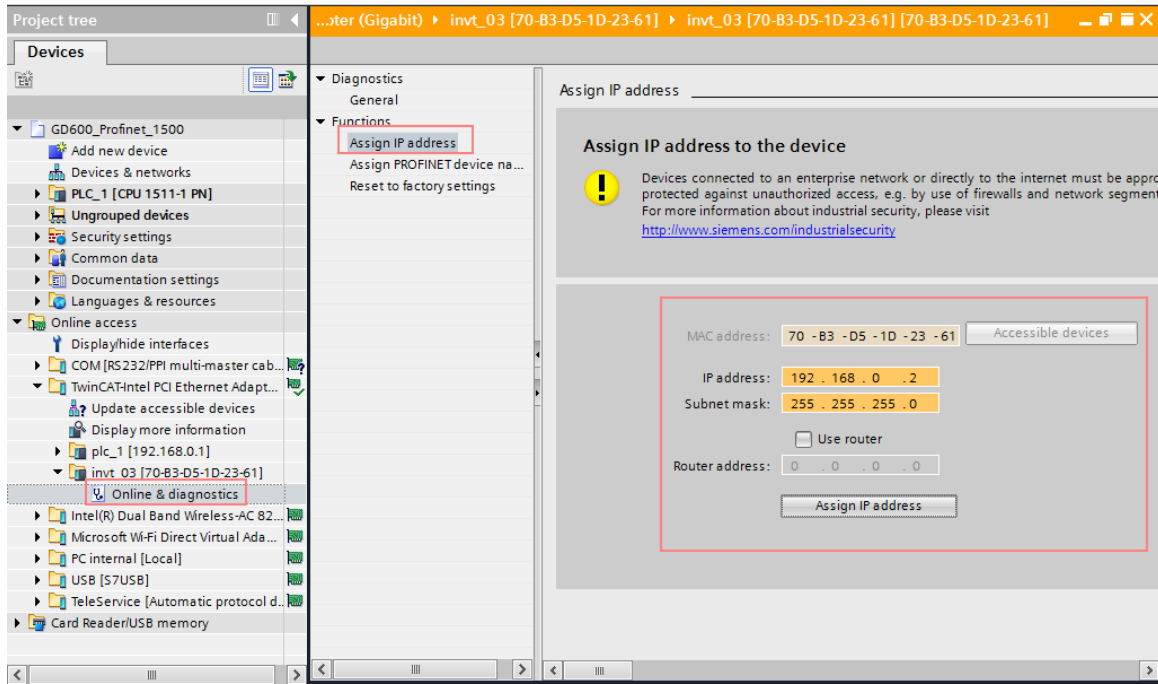 Project tree
...oter (Gigabit) ▸ invt_03 [70-B3-D5-1D-23-61] ▸ invt_03 [70-B3-D5-1D-23-61] [70-B3-D5-1D-23-61]
Devices
GD600_Profinet_1500
Add new device
Devices & networks
PLC_1 [CPU 1511-1 PN]
Ungrouped devices
Security settings
Common data
Documentation settings
Languages & resources
Online access
Display/hide interfaces
COM [RS232/PPI multi-master cab...
TwinCAT-Intel PCI Ethernet Adapt...
Update accessible devices
Display more information
plc_1 [192.168.0.1]
invt_03 [70-B3-D5-1D-23-61]
Online & diagnostics
Intel(R) Dual Band Wireless-AC 82...
Microsoft Wi-Fi Direct Virtual Ada...
PC internal [Local]
USB [S7USB]
TeleService [Automatic protocol d...
Card Reader/USB memory
Diagnostics
General
Functions
Assign IP address
Assign PROFINET device na...
Reset to factory settings
Assign IP address
Assign IP address to the device
Devices connected to an enterprise network or directly to the internet must be appro
protected against unauthorized access, e.g. by use of firewalls and network segment
For more information about industrial security, please visit
http://www.siemens.com/industrialsecurity
MAC address: 70 -B3 -D5 -1D -23 -61 Accessible devices
IP address: 192 . 168 . 0 .2
Subnet mask: 255 . 255 . 255 .0
Use router
Router address: 0 . 0 . 0 . 0
Assign IP address